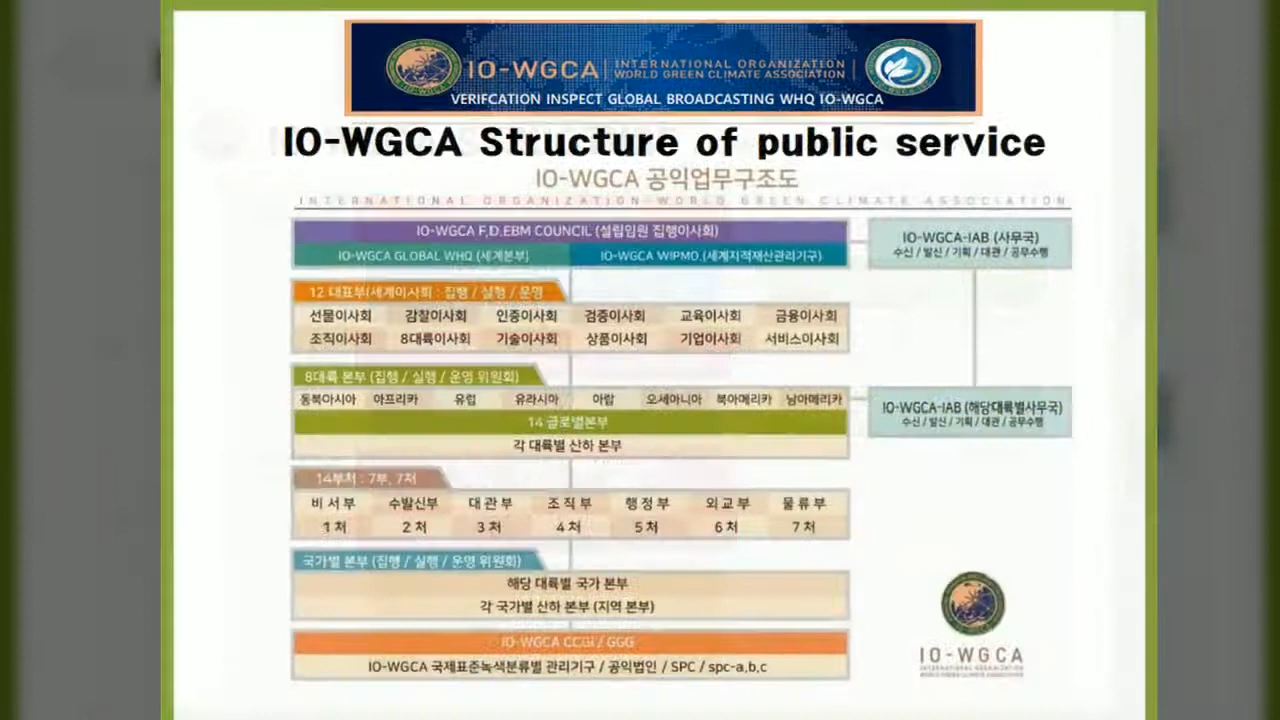 IO-WGCA INTERNATIONAL ORGANIZATION
WORLD GREEN CLIMATE ASSOCIATION
VERIFCATION INSPECT GLOBAL BROADCASTING WHQ IO-WGCA
IO-WGCA Structure of public service
IO-WGCA 공익업무구조도
INTERNATIONAL ORGANIZATION-WORLD GREEN CLIMATE ASSOCIATION
IO-WGCA F,D.EBM COUNCIL (설립임원 집행이사회)
IO-WGCA GLOBAL WHQ (세계본부) IO-WGCA WIPMO.(세계지적재산관리기구)
IO-WGCA-IAB (사무국)
수신 / 발신 / 기획 / 대관 / 공무수행
12 대표부(세계이사회 : 집행 / 실행 / 운영
선물이사회 감찰이사회 인증이사회 검증이사회 교육이사회 금융이사회
조직이사회 8대륙이사회 기술이사회 상품이사회 기업이사회 서비스이사회
8대륙 본부 (집행 / 실행 / 운영 위원회)
동북아시아 아프리카 유럽 유라시아 아랍 오세아니아 북아메리카 남아메리카
14 글로벌본부
각 대륙별 산하 본부
IO-WGCA-IAB (해당대륙별사무국)
수신 / 발신 / 기획 / 대관 / 공무수행
14부처 : 7부, 7처
비서부 수발신부 대관부 조직부 행정부 외교부 물류부
1처 2처 3처 4처 5처 6처 7처
국가별 본부 (집행 / 실행 / 운영 위원회)
해당 대륙별 국가 본부
각 국가별 산하 본부 (지역 본부)
IO-WGCA CCGI / GGG
IO-WGCA 국제표준녹색분류별 관리기구 / 공익법인 / SPC / spc-a,b,c
IO-WGCA
INTERNATIONAL ORGANIZATION
WORLD GREEN CLIMATE ASSOCIATION